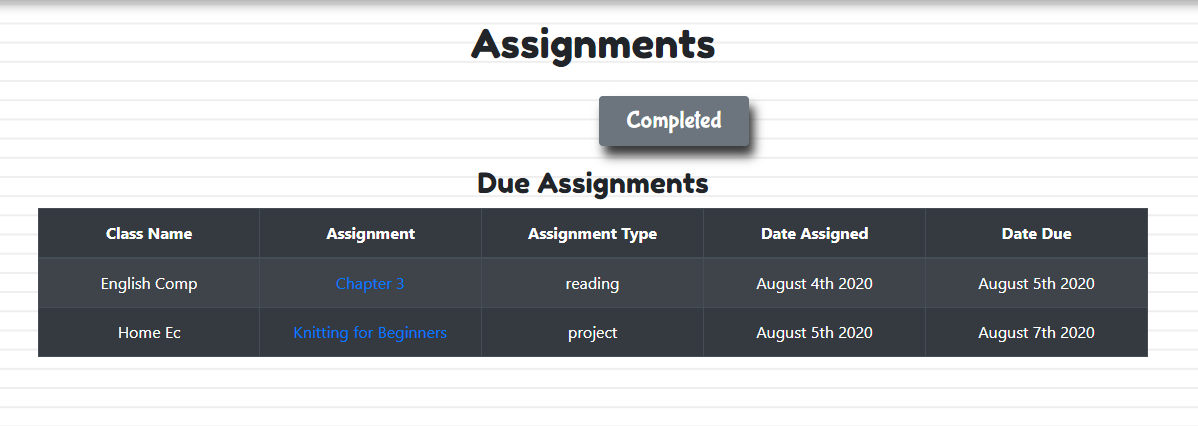 Assignments
Completed
Due Assignments
Class Name Assignment Assignment Type Date Assigned Date Due
English Comp Chapter 3 reading August 4th 2020 August 5th 2020
Home Ec Knitting for Beginners project August 5th 2020 August 7th 2020